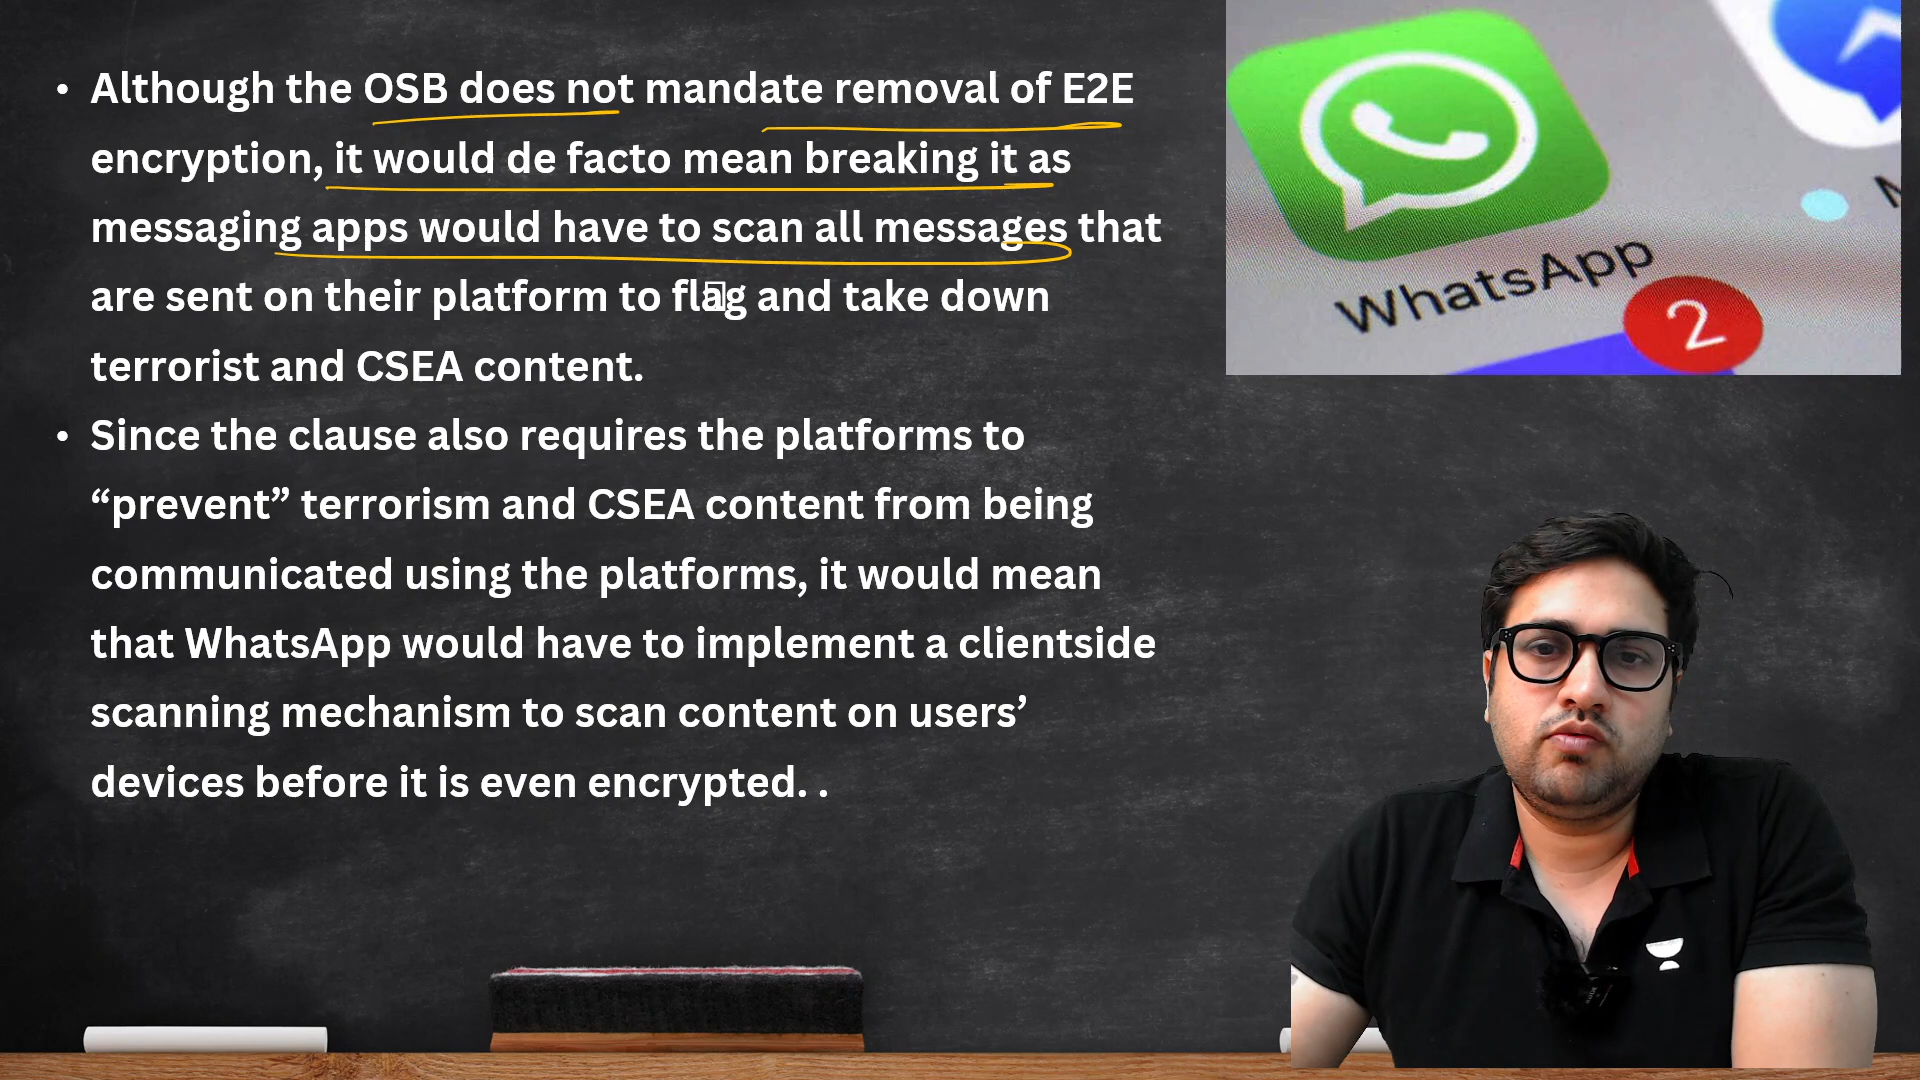 • Although the OSB does not mandate removal of E2E
encryption, it would de facto mean breaking it as
messaging apps would have to scan all messages that
are sent on their platform to flag and take down
terrorist and CSEA content.
• Since the clause also requires the platforms to
“prevent” terrorism and CSEA content from being
communicated using the platforms, it would mean
that WhatsApp would have to implement a clientside
scanning mechanism to scan content on users’
devices before it is even encrypted. .
WhatsApp
2